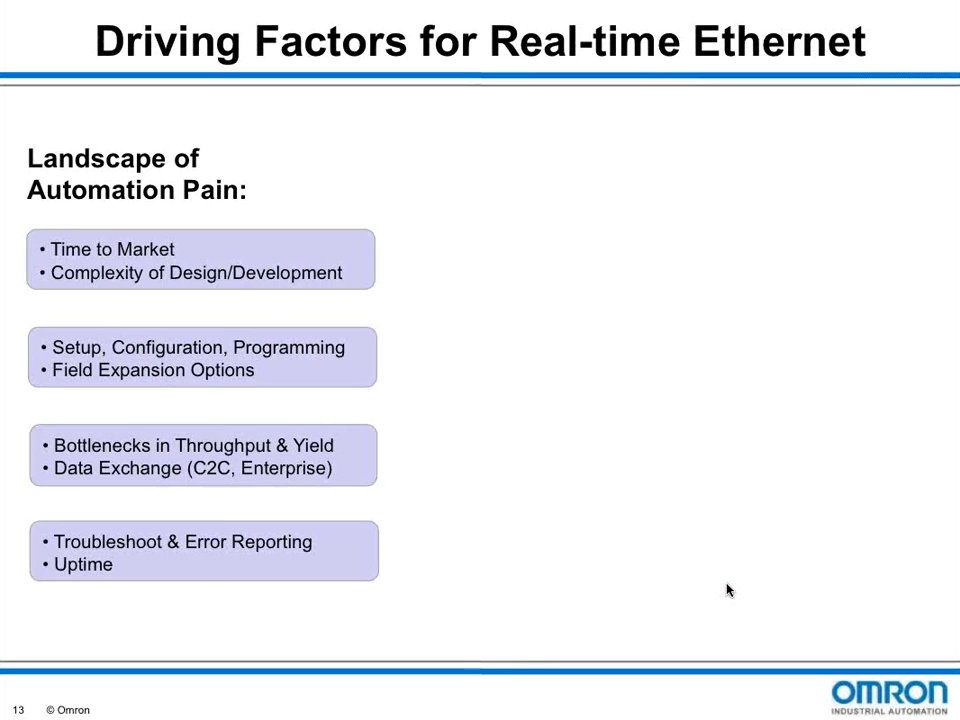 Driving Factors for Real-time Ethernet
Landscape of
Automation Pain:
• Time to Market
• Complexity of Design/Development
• Setup, Configuration, Programming
• Field Expansion Options
• Bottlenecks in Throughput & Yield
• Data Exchange (C2C, Enterprise)
• Troubleshoot & Error Reporting
• Uptime
13 © Omron
OMRON
INDUSTRIAL AUTOMATION